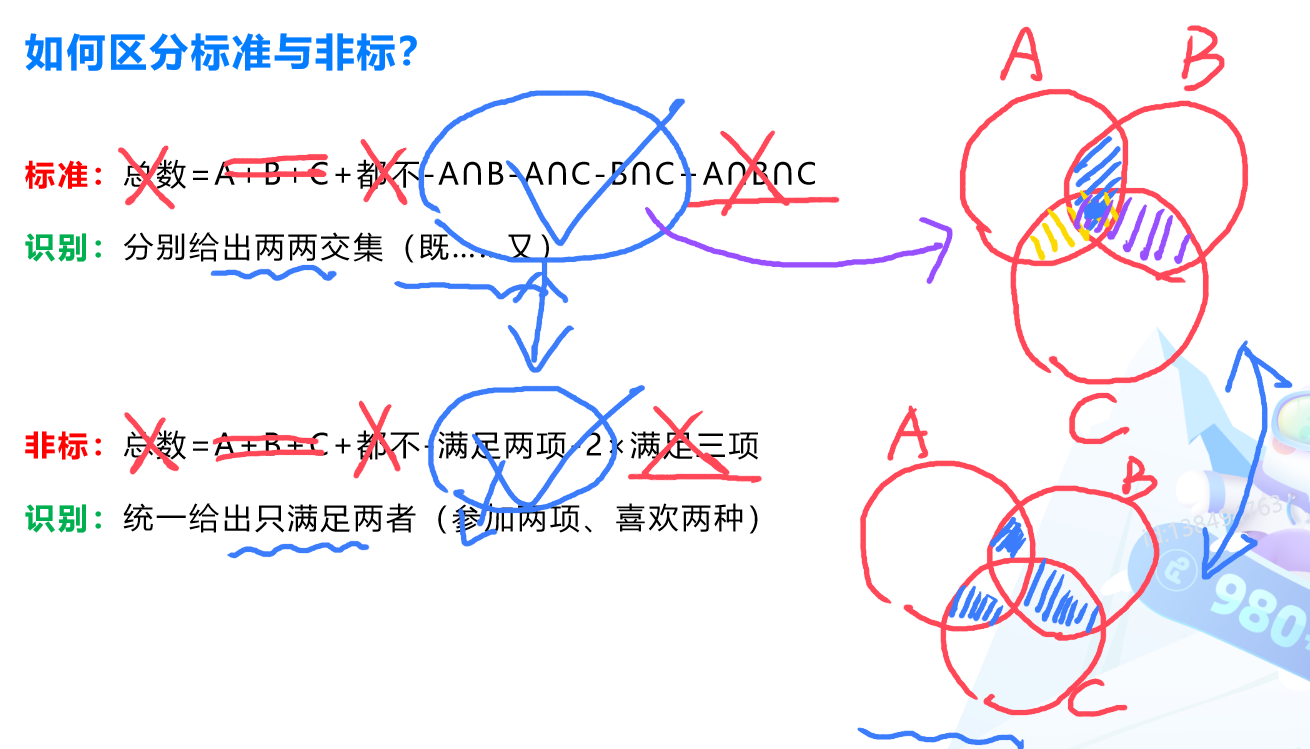 如何区分标准与非标?
A B
标准：总数=A+B+C+都不-A∩B-A∩C-B∩C+A∩B∩C
识别：分别给出两两交集（既……又）
C
A
B
非标：总数=A+B+C+都不-满足两项-2×满足三项
识别：统一给出只满足两者（参加两项、喜欢两种）
980
C